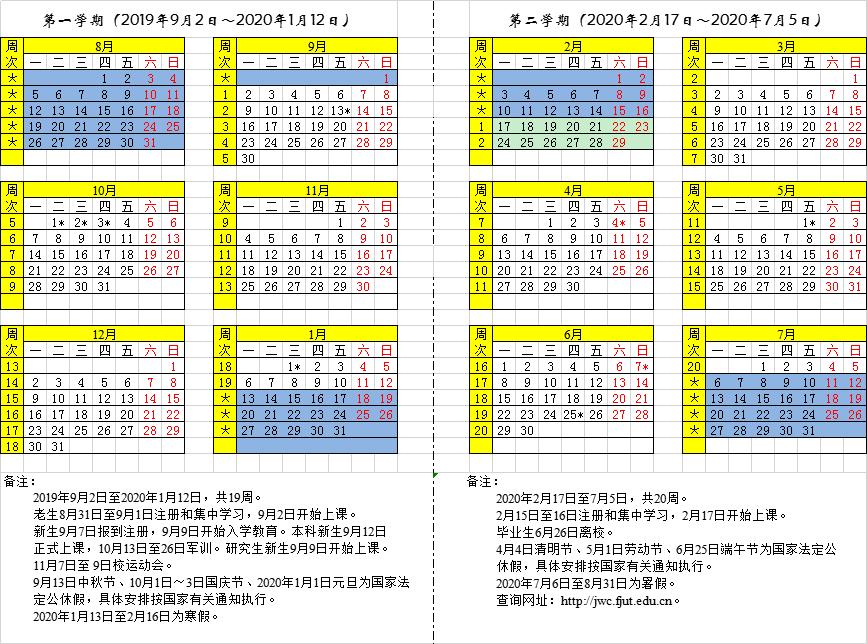 第一学期（2019年9月2日～2020年1月12日）
周次 8月
一 二 三 四 五 六 日
* 1 2 3 4
* 5 6 7 8 9 10 11
* 12 13 14 15 16 17 18
* 19 20 21 22 23 24 25
* 26 27 28 29 30 31
周次 9月
一 二 三 四 五 六 日
* 1
1 2 3 4 5 6 7 8
2 9 10 11 12 13* 14 15
3 16 17 18 19 20 21 22
4 23 24 25 26 27 28 29
5 30
周次 10月
一 二 三 四 五 六 日
5 1* 2* 3* 4 5 6
6 7 8 9 10 11 12 13
7 14 15 16 17 18 19 20
8 21 22 23 24 25 26 27
9 28 29 30 31
周次 11月
一 二 三 四 五 六 日
9 1 2 3
10 4 5 6 7 8 9 10
11 11 12 13 14 15 16 17
12 18 19 20 21 22 23 24
13 25 26 27 28 29 30
周次 12月
一 二 三 四 五 六 日
13 1
14 2 3 4 5 6 7 8
15 9 10 11 12 13 14 15
16 16 17 18 19 20 21 22
17 23 24 25 26 27 28 29
18 30 31
周次 1月
一 二 三 四 五 六 日
18 1* 2 3 4 5
19 6 7 8 9 10 11 12
* 13 14 15 16 17 18 19
* 20 21 22 23 24 25 26
* 27 28 29 30 31
备注：
2019年9月2日至2020年1月12日，共19周。
老生8月31日至9月1日注册和集中学习，9月2日开始上课。
新生9月7日报到注册，9月9日开始入学教育。本科新生9月12日
正式上课，10月13日至26日军训。研究生新生9月9日开始上课。
11月7日至 9日校运动会。
9月13日中秋节、10月1日～3日国庆节、2020年1月1日元旦为国家法
定公休假，具体安排按国家有关通知执行。
2020年1月13日至2月16日为寒假。
第二学期（2020年2月17日～2020年7月5日）
周次 2月
一 二 三 四 五 六 日
* 1 2
* 3 4 5 6 7 8 9
* 10 11 12 13 14 15 16
1 17 18 19 20 21 22 23
2 24 25 26 27 28 29
周次 3月
一 二 三 四 五 六 日
2 1
3 2 3 4 5 6 7 8
4 9 10 11 12 13 14 15
5 16 17 18 19 20 21 22
6 23 24 25 26 27 28 29
7 30 31
周次 4月
一 二 三 四 五 六 日
7 1 2 3 4* 5
8 6 7 8 9 10 11 12
9 13 14 15 16 17 18 19
10 20 21 22 23 24 25 26
11 27 28 29 30
周次 5月
一 二 三 四 五 六 日
11 1* 2 3
12 4 5 6 7 8 9 10
13 11 12 13 14 15 16 17
14 18 19 20 21 22 23 24
15 25 26 27 28 29 30 31
周次 6月
一 二 三 四 五 六 日
16 1 2 3 4 5 6 7*
17 8 9 10 11 12 13 14
18 15 16 17 18 19 20 21
19 22 23 24 25* 26 27 28
20 29 30
周次 7月
一 二 三 四 五 六 日
20 1 2 3 4 5
* 6 7 8 9 10 11 12
* 13 14 15 16 17 18 19
* 20 21 22 23 24 25 26
* 27 28 29 30 31
备注：
2020年2月17日至7月5日，共20周。
2月15日至16日注册和集中学习，2月17日开始上课。
毕业生6月26日离校。
4月4日清明节、5月1日劳动节、6月25日端午节为国家法定公
休假，具体安排按国家有关通知执行。
2020年7月6日至8月31日为暑假。
查询网址：http://jwc.fjut.edu.cn。